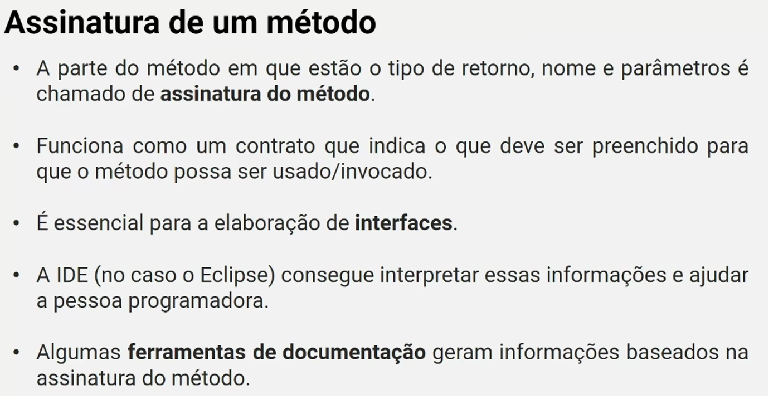 Assinatura de um método
• A parte do método em que estão o tipo de retorno, nome e parâmetros é
chamado de assinatura do método.
• Funciona como um contrato que indica o que deve ser preenchido para
que o método possa ser usado/invocado.
• É essencial para a elaboração de interfaces.
• A IDE (no caso o Eclipse) consegue interpretar essas informações e ajudar
a pessoa programadora.
• Algumas ferramentas de documentação geram informações baseados na
assinatura do método.